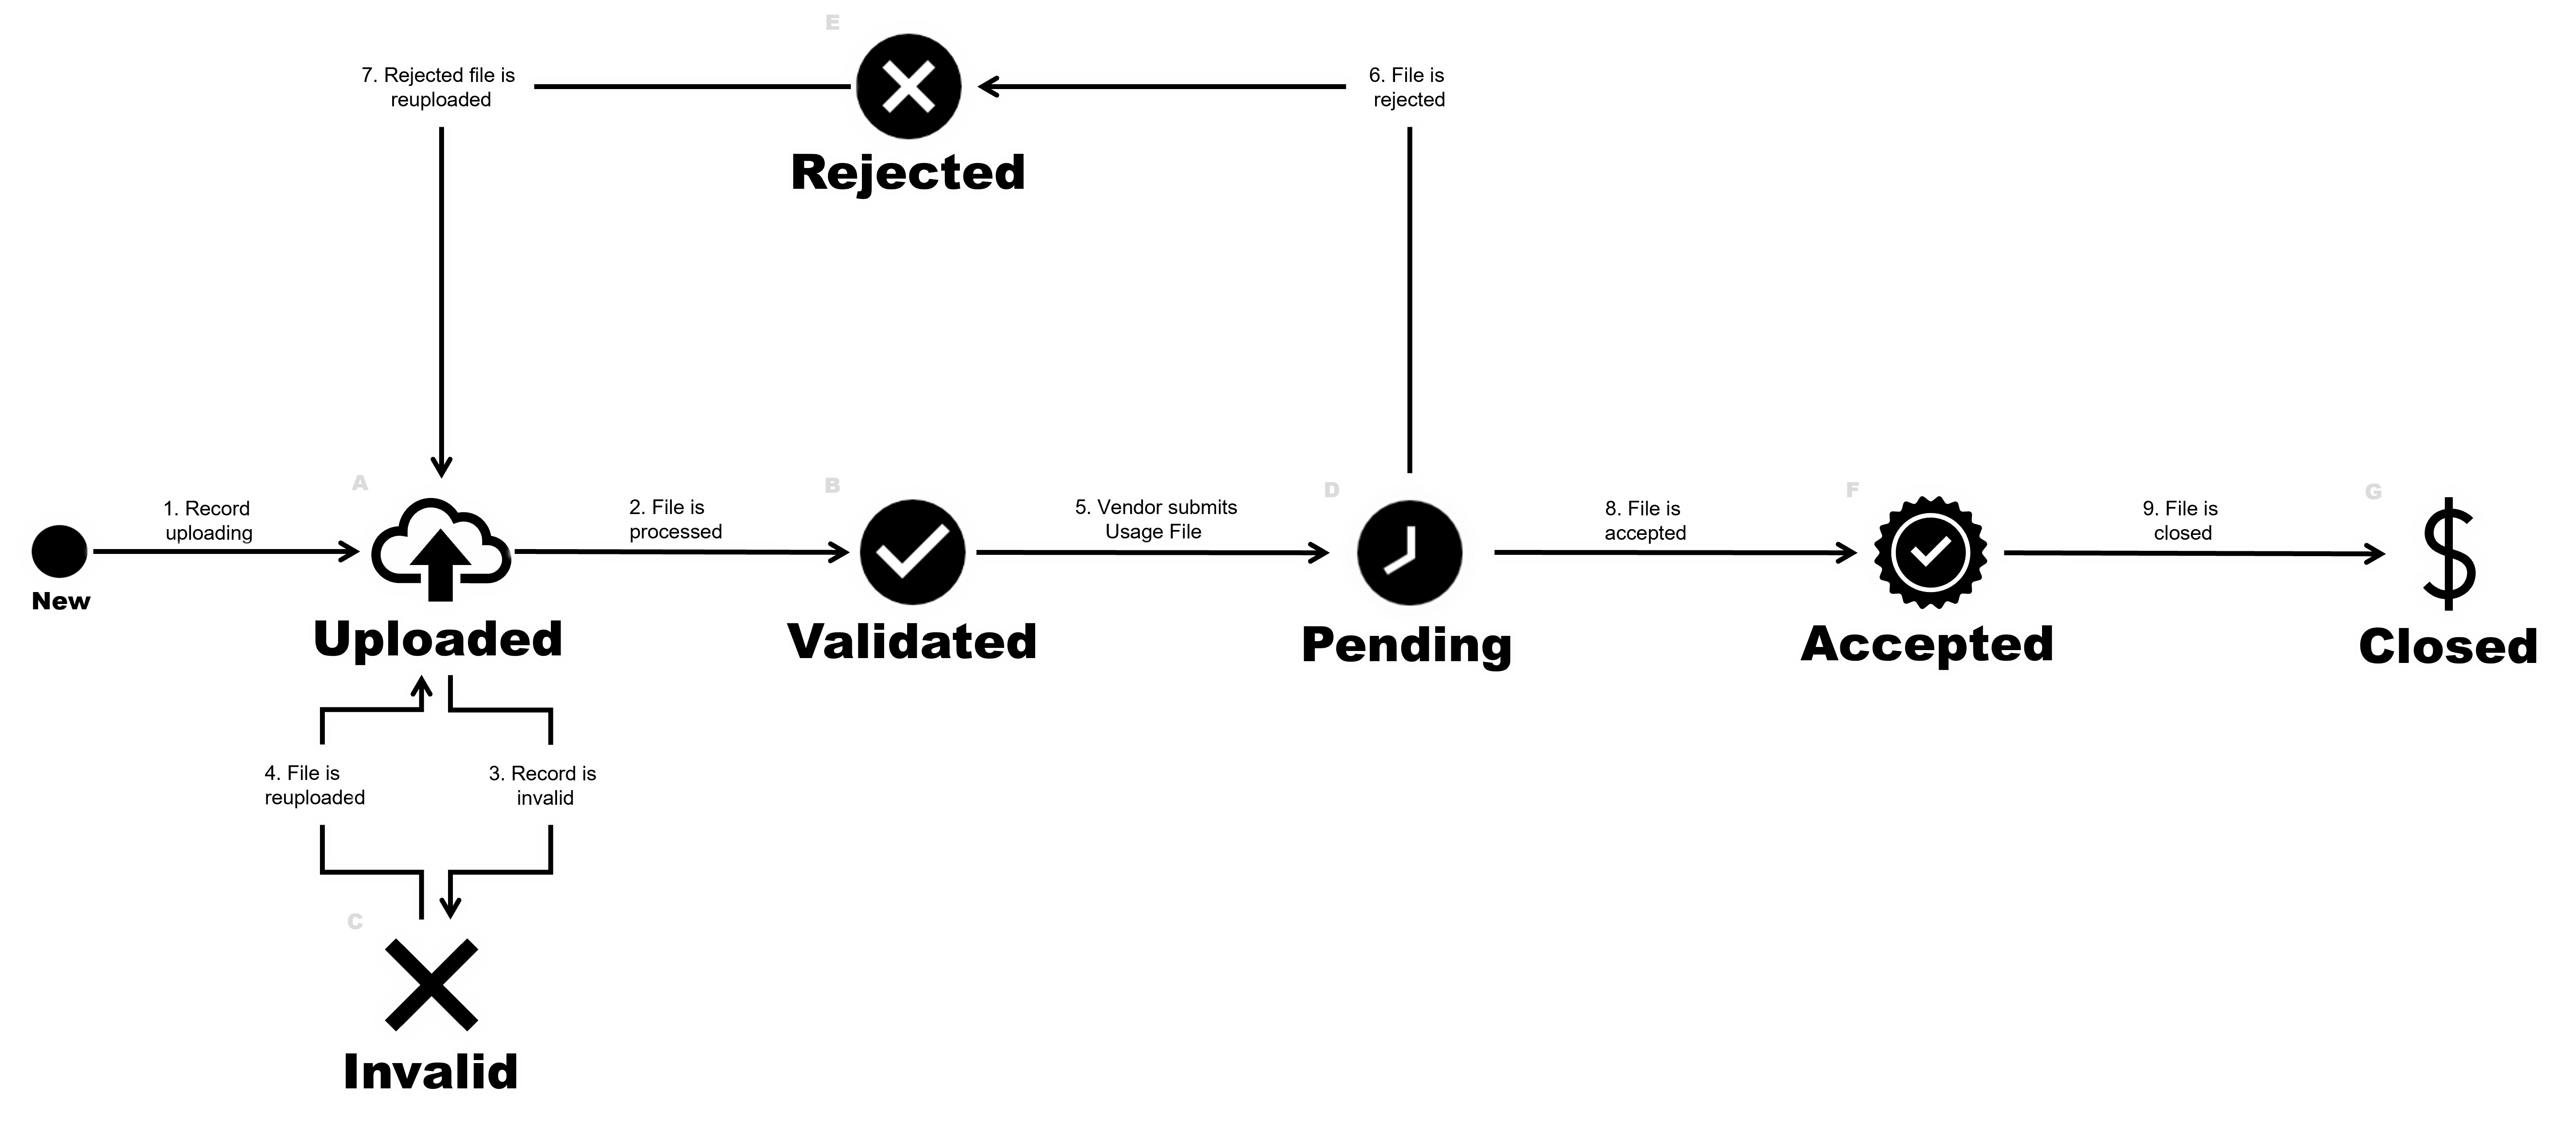 E
7. Rejected file is
reuploaded
6. File is
rejected
Rejected
A
B
D
F
G
1. Record
uploading
2. File is
processed
5. Vendor submits
Usage File
8. File is
accepted
9. File is
closed
New
Uploaded
Validated
Pending
Accepted
Closed
4. File is
reuploaded
3. Record is
invalid
C
Invalid